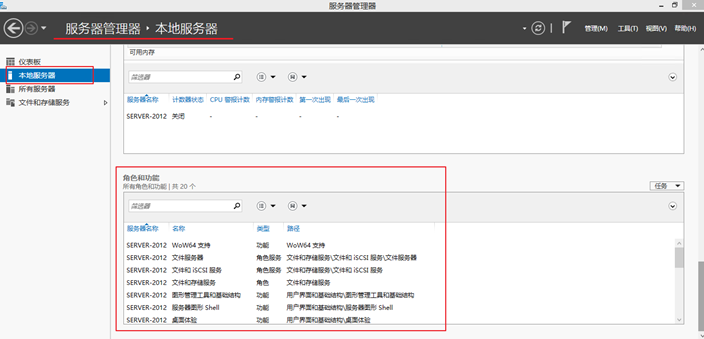 服务器管理器
服务器管理器 · 本地服务器
管理(M) 工具(T) 视图(V) 帮助(H)
仪表板
本地服务器
所有服务器
文件和存储服务
可用内存
筛选器
服务器名称 计数器状态 CPU 警报计数 内存警报计数 第一次出现 最后一次出现
SERVER-2012 关闭 - - - -
角色和功能
所有角色和功能 | 共 20 个
任务
筛选器
服务器名称 名称 类型 路径
SERVER-2012 WoW64 支持 功能 WoW64 支持
SERVER-2012 文件服务器 角色服务 文件和存储服务\文件和 iSCSI 服务\文件服务器
SERVER-2012 文件和 iSCSI 服务 角色服务 文件和存储服务\文件和 iSCSI 服务
SERVER-2012 文件和存储服务 角色 文件和存储服务
SERVER-2012 图形管理工具和基础结构 功能 用户界面和基础结构\图形管理工具和基础结构
SERVER-2012 服务器图形 Shell 功能 用户界面和基础结构\服务器图形 Shell
SERVER-2012 桌面体验 功能 用户界面和基础结构\桌面体验